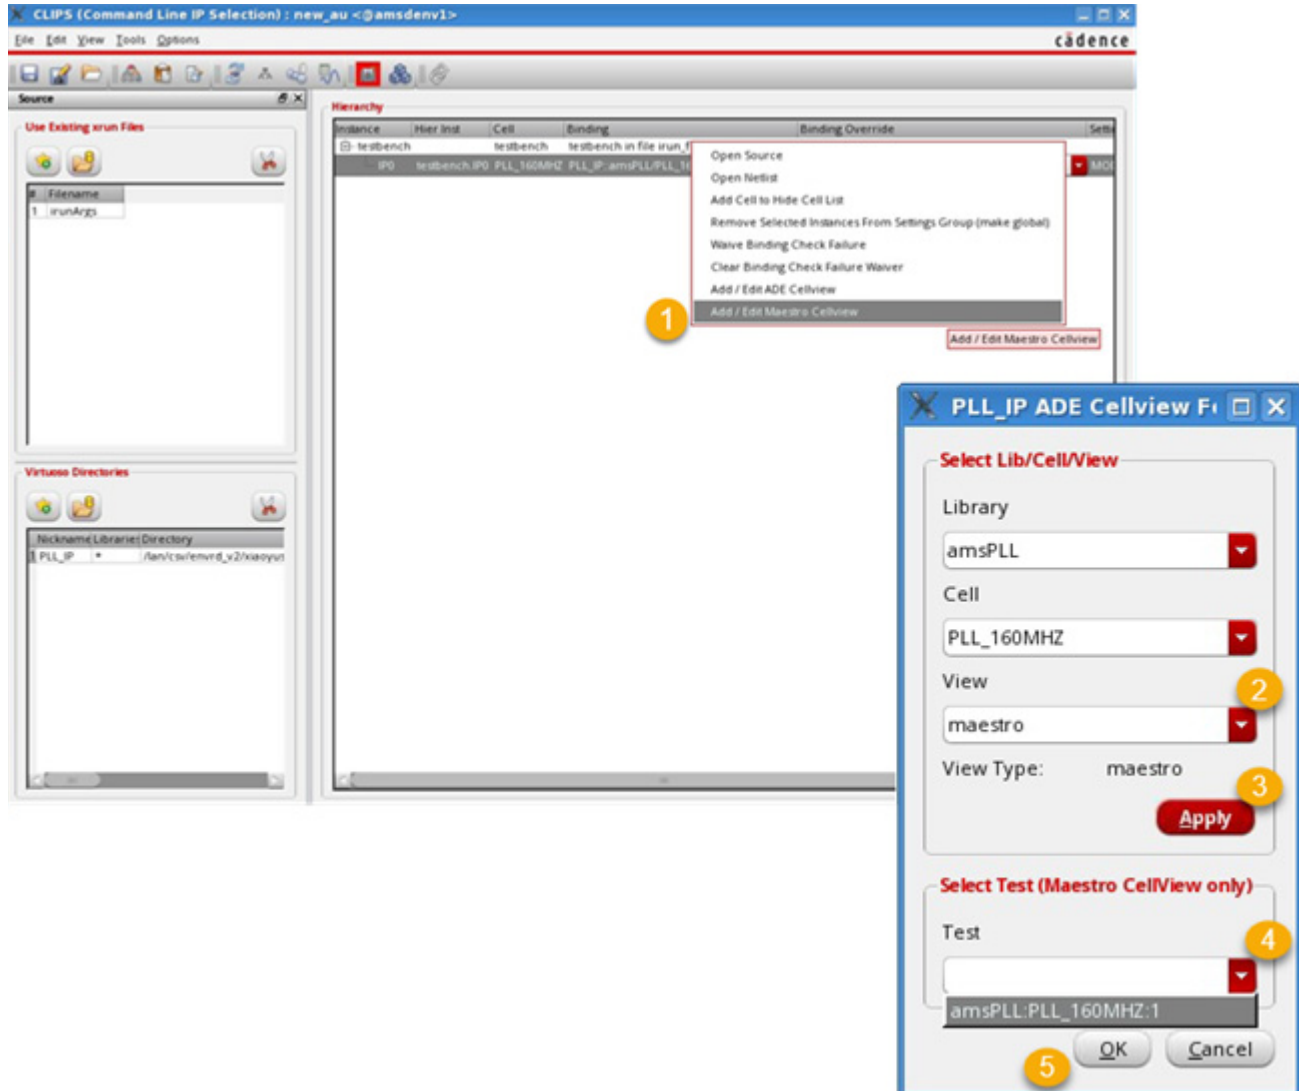 CLIPS (Command Line IP Selection) : new_au <@amsdenv1>
File Edit View Tools Options
cādence
Source
Hierarchy
Use Existing xrun Files
Instance Hier Inst Cell Binding Binding Override
testbench testbench testbench in file irun_f
IP0 testbench.IP0 PLL_160MHZ PLL_IP: amsPLL/PLL_16
# Filename
1 irunArgs
Open Source
Open Netlist
Add Cell to Hide Cell List
Remove Selected Instances From Settings Group (make global)
Waive Binding Check Failure
Clear Binding Check Failure Waiver
Add / Edit ADE Cellview
Add / Edit Maestro Cellview
1
Add / Edit Maestro Cellview
Virtuoso Directories
Nickname Libraries Directory
1 PLL_IP * /lan/csv/envrd_v2/xiaoyus
PLL_IP ADE Cellview
Select Lib/Cell/View
Library
amsPLL
Cell
PLL_160MHZ
View
2
maestro
View Type: maestro
3
Apply
Select Test (Maestro CellView only)
Test
4
amsPLL:PLL_160MHZ:1
OK Cancel
5